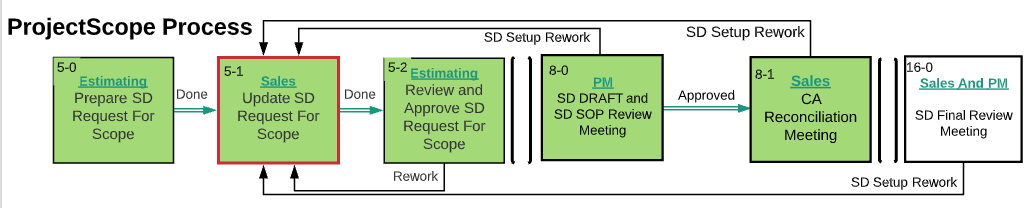 ProjectScope Process
SD Setup Rework
SD Setup Rework
5-0
Estimating
Prepare SD
Request For
Scope
Done
5-1
Sales
Update SD
Request For
Scope
Done
5-2
Estimating
Review and
Approve SD
Request For
Scope
Rework
8-0
PM
SD DRAFT and
SD SOP Review
Meeting
Approved
8-1
Sales
CA
Reconciliation
Meeting
16-0
Sales And PM
SD Final Review
Meeting
SD Setup Rework